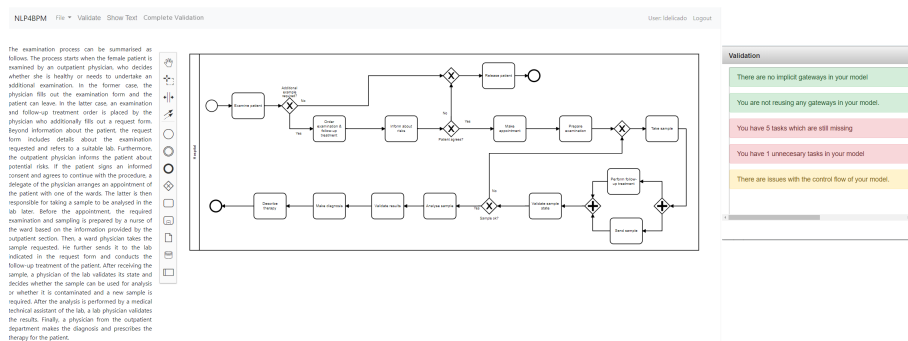 NLP4BPM File Validate Show Text Complete Validation User: ldelicado Logout
The examination process can be summarised as
follows. The process starts when the female patient is
examined by an outpatient physician, who decides
whether she is healthy or needs to undertake an
additional examination. In the former case, the
physician fills out the examination form and the
patient can leave. In the latter case, an examination
and follow-up treatment order is placed by the
physician who additionally fills out a request form.
Beyond information about the patient, the request
form includes details about the examination
requested and refers to a suitable lab. Furthermore,
the outpatient physician informs the patient about
potential risks. If the patient signs an informed
consent and agrees to continue with the procedure, a
delegate of the physician arranges an appointment of
the patient with one of the wards. The latter is then
responsible for taking a sample to be analysed in the
lab later. Before the appointment, the required
examination and sampling is prepared by a nurse of
the ward based on the information provided by the
outpatient section. Then, a ward physician takes the
sample requested. He further sends it to the lab
indicated in the request form and conducts the
follow-up treatment of the patient. After receiving the
sample, a physician of the lab validates its state and
decides whether the sample can be used for analysis
or whether it is contaminated and a new sample is
required. After the analysis is performed by a medical
technical assistant of the lab, a lab physician validates
the results. Finally, a physician from the outpatient
department makes the diagnosis and prescribes the
therapy for the patient.
Hospital
Examine patient
Additional
example
required?
No
Yes
Release patient
Order
examination &
follow-up
treatment
Inform about
risks
No
Yes
Patient agrees?
Make
appointment
Prepare
examination
Take sample
Describe
therapy
Make diagnosis
Validate results
Analyse sample
No
Yes
Sample ok?
Validate sample
state
Perform follow-
up treatment
Send sample
Validation
There are no implicit gateways in your model
You are not reusing any gateways in your model.
You have 5 tasks which are still missing
You have 1 unnecesary tasks in your model
There are issues with the control flow of your model.